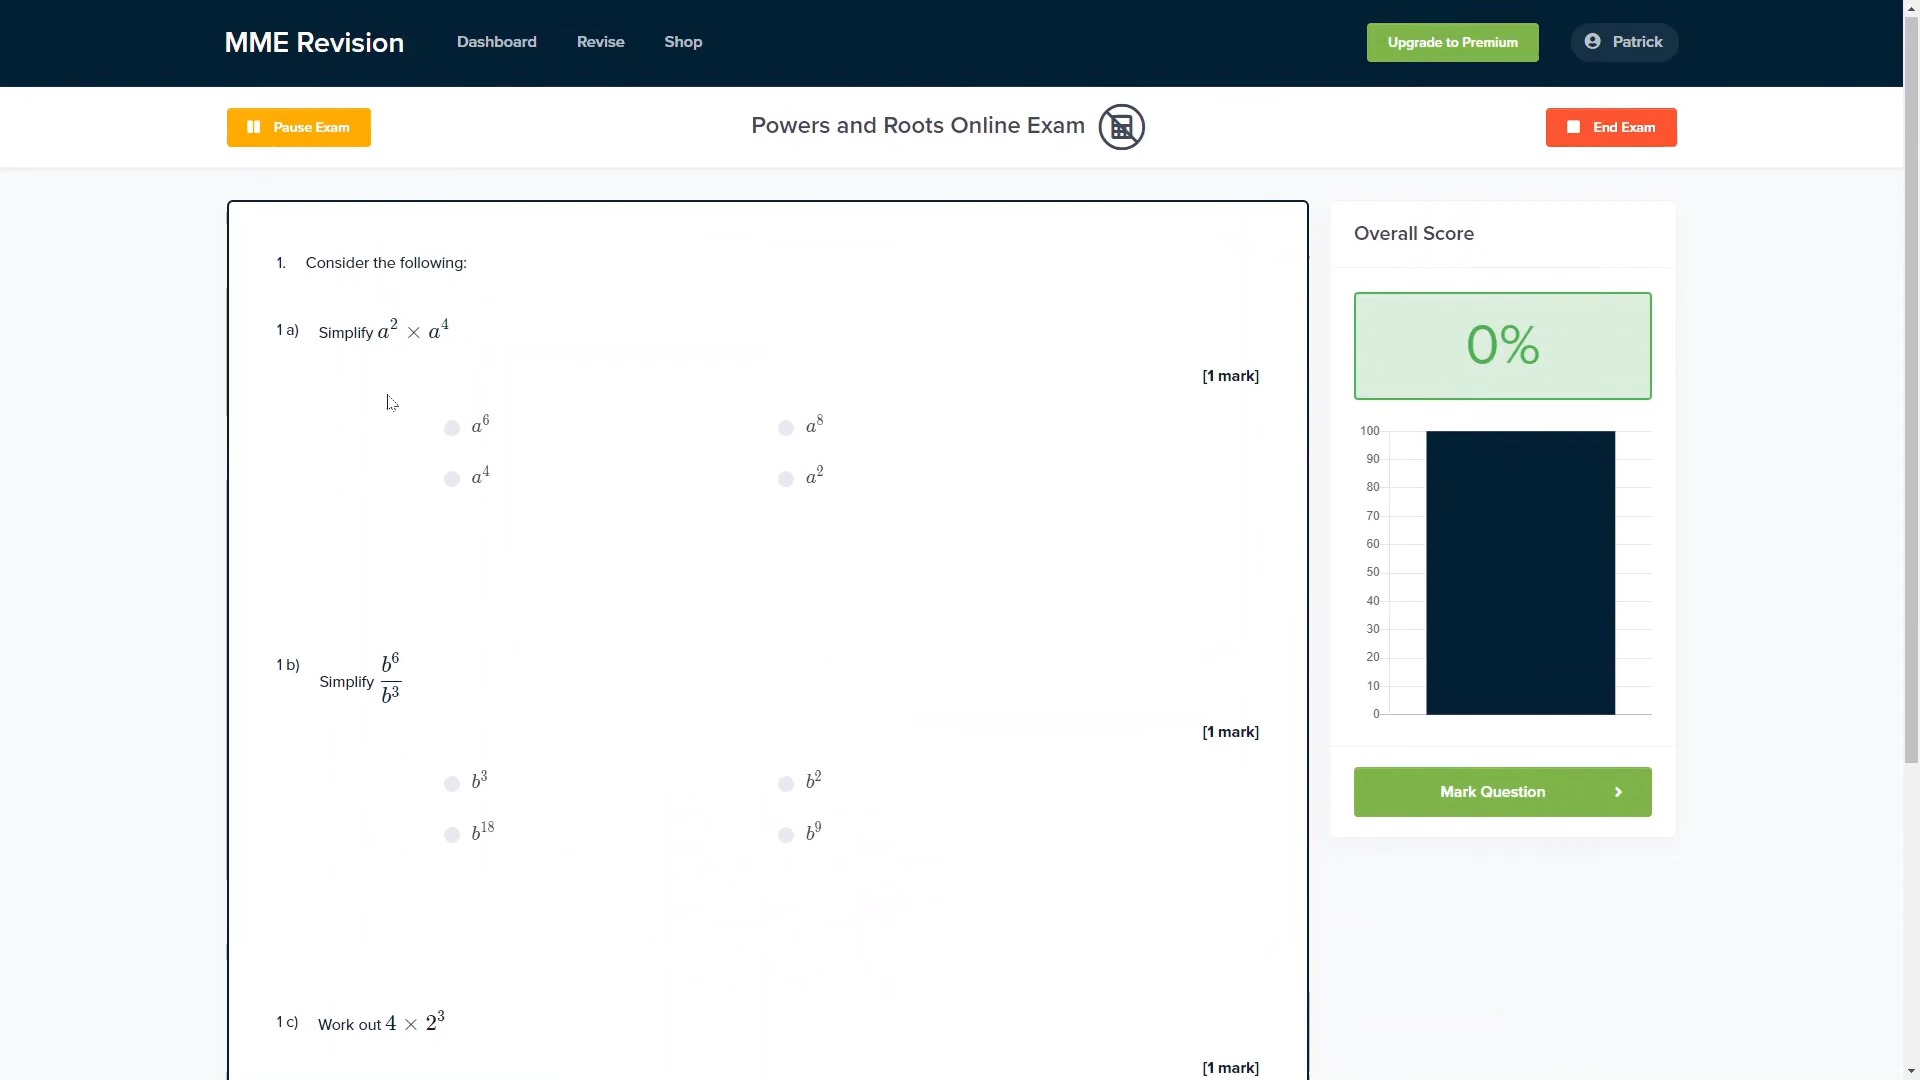 MME Revision Dashboard Revise Shop Upgrade to Premium Patrick
Pause Exam Powers and Roots Online Exam End Exam
1. Consider the following:
1 a) Simplify a² × a⁴
[1 mark]
a⁶ a⁸
a⁴ a²
1 b) Simplify b⁶/b³
[1 mark]
b³ b²
b¹⁸ b⁹
1 c) Work out 4 × 2³
[1 mark]
Overall Score
0%
100
90
80
70
60
50
40
30
20
10
0
Mark Question